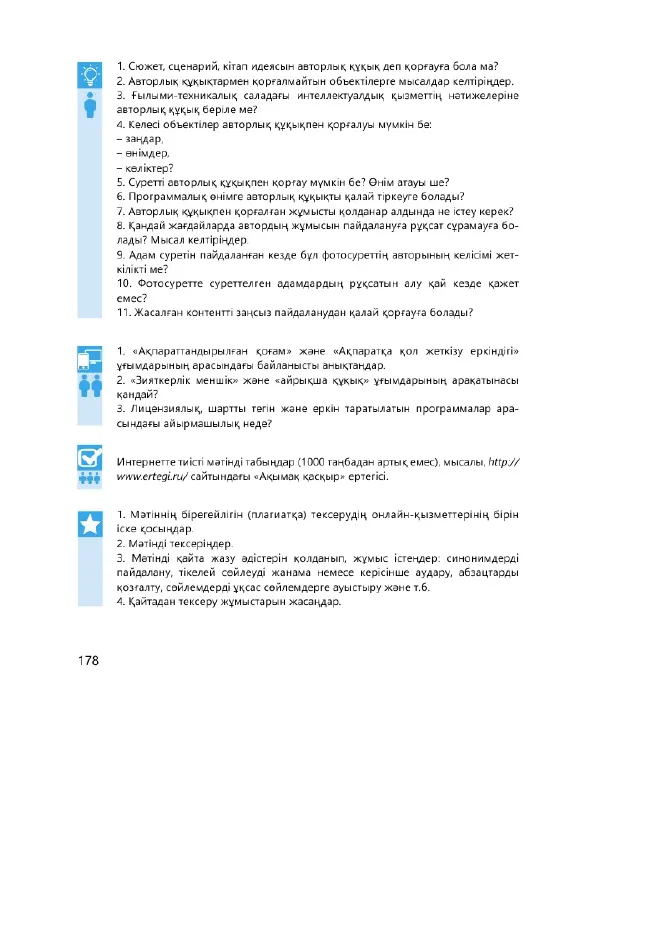 1. Сюжет, сценарий, кітап идеясын авторлық құқық деп қорғауға бола ма?
2. Авторлық құқықтармен қорғалмайтын объектілерге мысалдар келтіріңдер.
3. Ғылыми-техникалық саладағы интеллектуалдық қызметтің нәтижелеріне
авторлық құқық беріле ме?
4. Келесі объектілер авторлық құқықпен қорғалуы мүмкін бе:
– заңдар,
– өнімдер,
– көліктер?
5. Суретті авторлық құқықпен қорғау мүмкін бе? Өнім атауы ше?
6. Программалық өнімге авторлық құқықты қалай тіркеуге болады?
7. Авторлық құқықпен қорғалған жұмысты қолданар алдында не істеу керек?
8. Қандай жағдайларда автордың жұмысын пайдалануға рұқсат сұрамауға бо-
лады? Мысал келтіріңдер.
9. Адам суретін пайдаланған кезде бұл фотосуреттің авторының келісімі жет-
кілікті ме?
10. Фотосуретте суреттелген адамдардың рұқсатын алу қай кезде қажет
емес?
11. Жасалған контентті заңсыз пайдаланудан қалай қорғауға болады?
1. «Ақпараттандырылған қоғам» және «Ақпаратқа қол жеткізу еркіндігі»
ұғымдарының арасындағы байланысты анықтаңдар.
2. «Зияткерлік меншік» және «айрықша құқық» ұғымдарының арақатынасы
қандай?
3. Лицензиялық, шартты тегін және еркін таратылатын программалар ара-
сындағы айырмашылық неде?
Интернетте тиісті мәтінді табыңдар (1000 таңбадан артық емес), мысалы, http://
www.ertegi.ru/ сайтындағы «Ақымақ қасқыр» ертегісі.
1. Мәтіннің бірегейлігін (плагиатқа) тексерудің онлайн-қызметтерінің бірін
іске қосыңдар.
2. Мәтінді тексеріңдер.
3. Мәтінді қайта жазу әдістерін қолданып, жұмыс істеңдер: синонимдерді
пайдалану, тікелей сөйлеуді жанама немесе керісінше аудару, абзацтарды
қозғалту, сөйлемдерді ұқсас сөйлемдерге ауыстыру және т.б.
4. Қайтадан тексеру жұмыстарын жасаңдар.
178